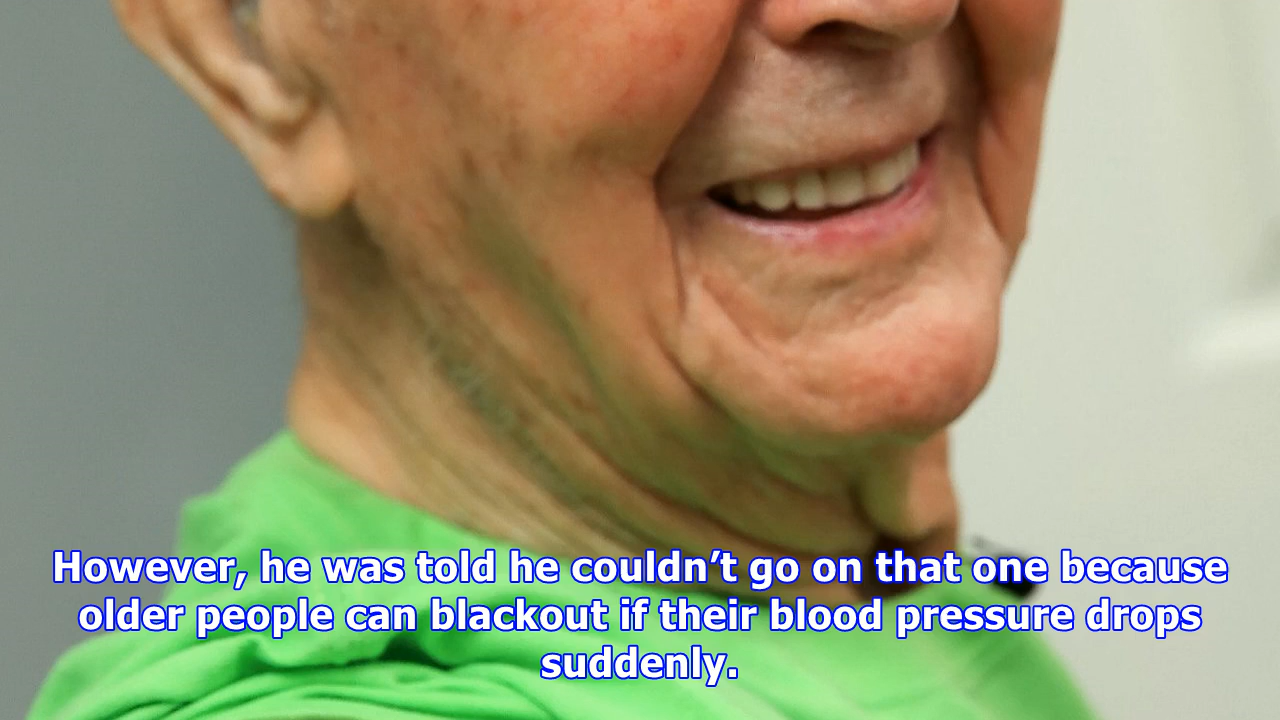 However, he was told he couldn’t go on that one because
older people can blackout if their blood pressure drops
suddenly.